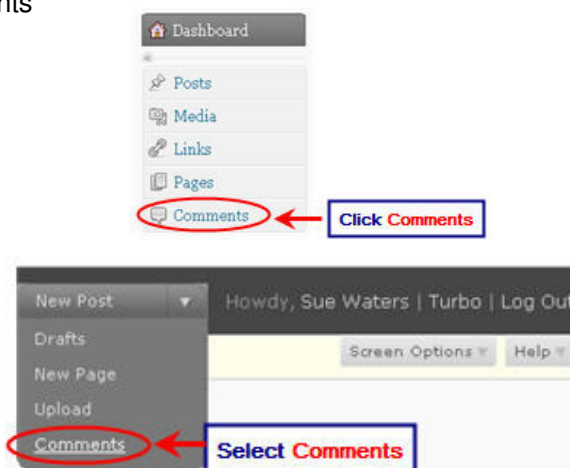 nts
Dashboard
Posts
Media
Links
Pages
Comments
Click Comments
New Post
Howdy, Sue Waters | Turbo | Log Out
Drafts
Screen Options
Help
New Page
Upload
Comments
Select Comments